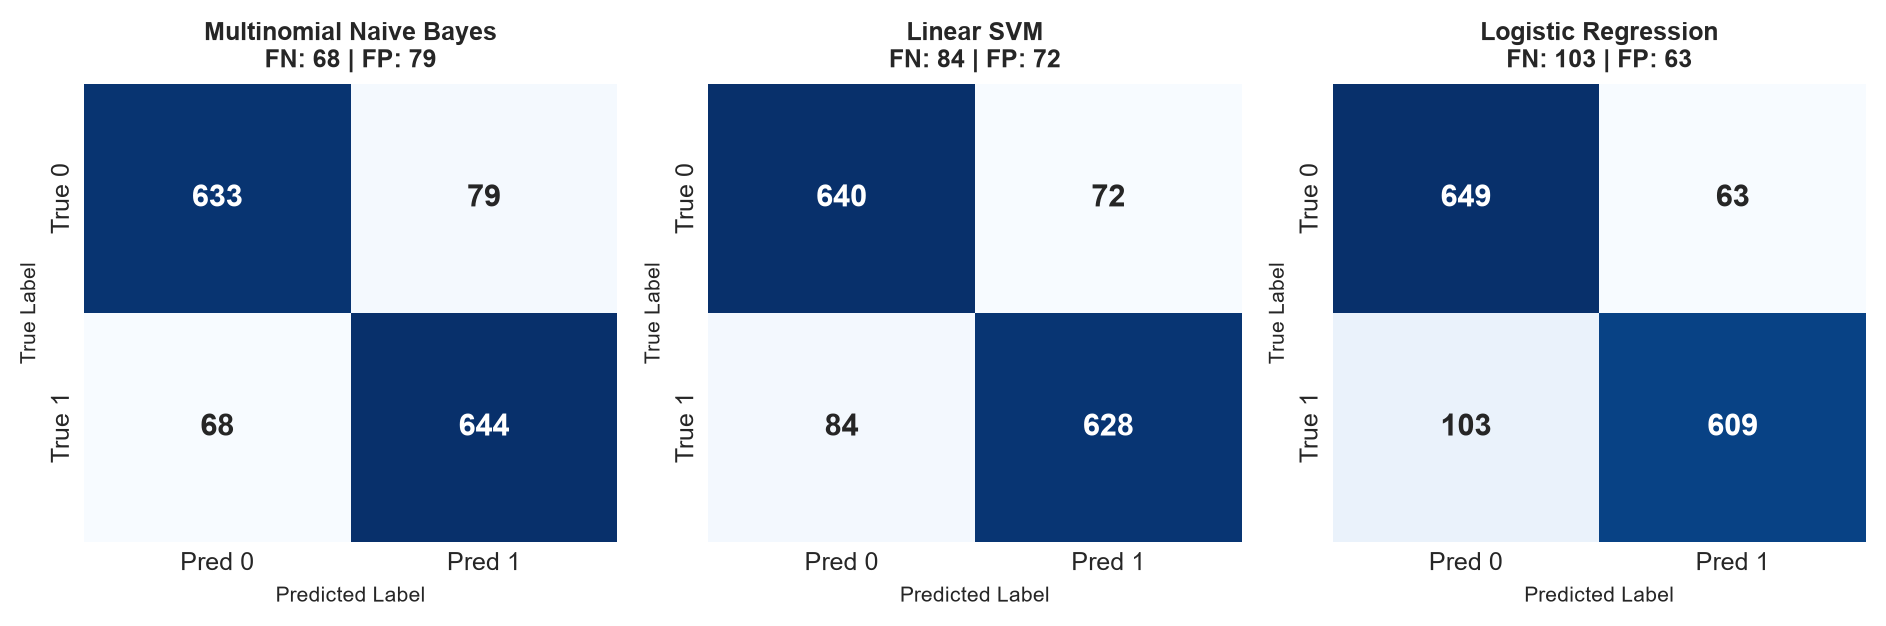 Multinomial Naive Bayes
FN: 68 | FP: 79
True Label
True 0
True 1
633
79
68
644
Pred 0
Pred 1
Predicted Label
Linear SVM
FN: 84 | FP: 72
True Label
True 0
True 1
640
72
84
628
Pred 0
Pred 1
Predicted Label
Logistic Regression
FN: 103 | FP: 63
True Label
True 0
True 1
649
63
103
609
Pred 0
Pred 1
Predicted Label